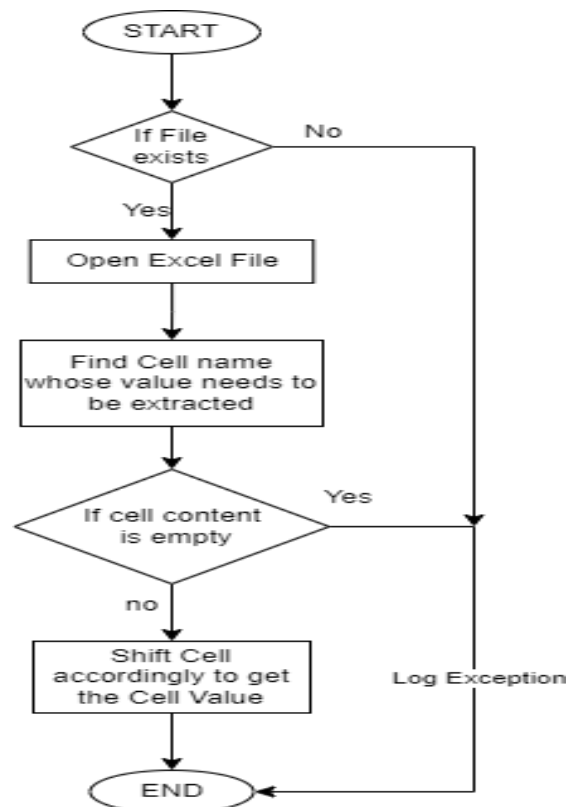 START
If File
exists
No
Yes
Open Excel File
Find Cell name
whose value needs to
be extracted
Yes
If cell content
is empty
no
Shift Cell
accordingly to get
the Cell Value
Log Exception
END